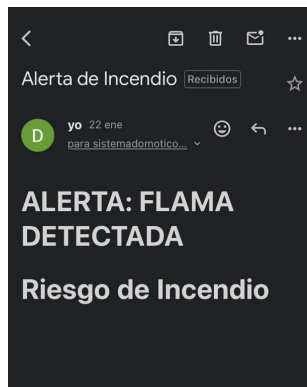 Alerta de Incendio Recibidos
D
yo 22 ene
para sistemadomotico...
ALERTA: FLAMA
DETECTADA
Riesgo de Incendio